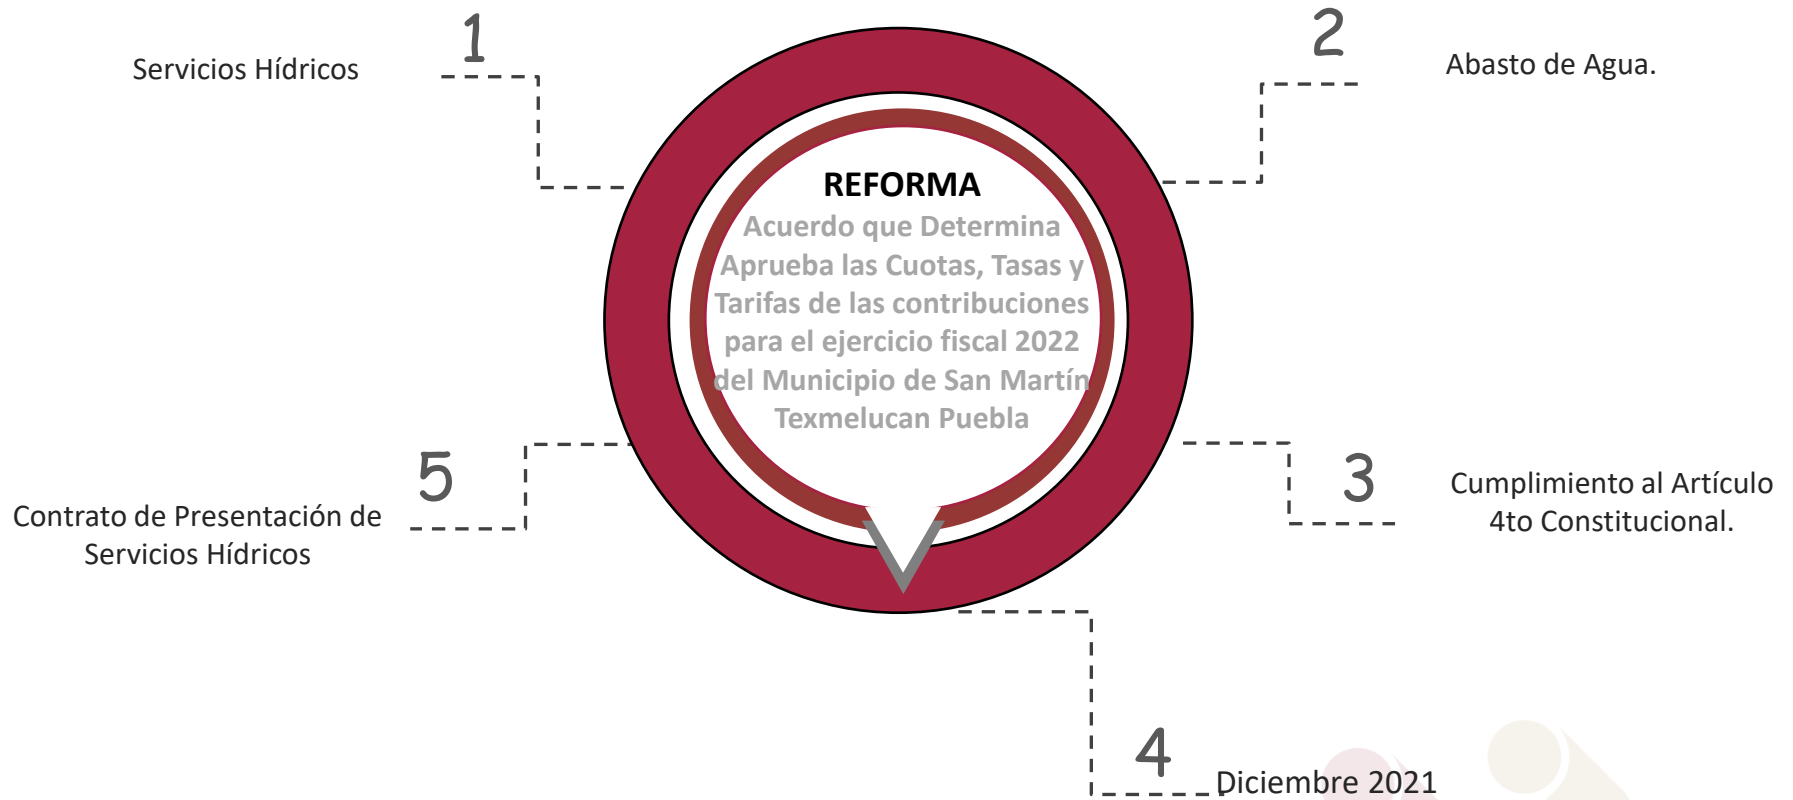 1
Servicios Hídricos
2
Abasto de Agua.
REFORMA
Acuerdo que Determina
Aprueba las Cuotas, Tasas y
Tarifas de las contribuciones
para el ejercicio fiscal 2022
del Municipio de San Martín
Texmelucan Puebla
3
Cumplimiento al Artículo
4to Constitucional.
4
Diciembre 2021
5
Contrato de Presentación de
Servicios Hídricos